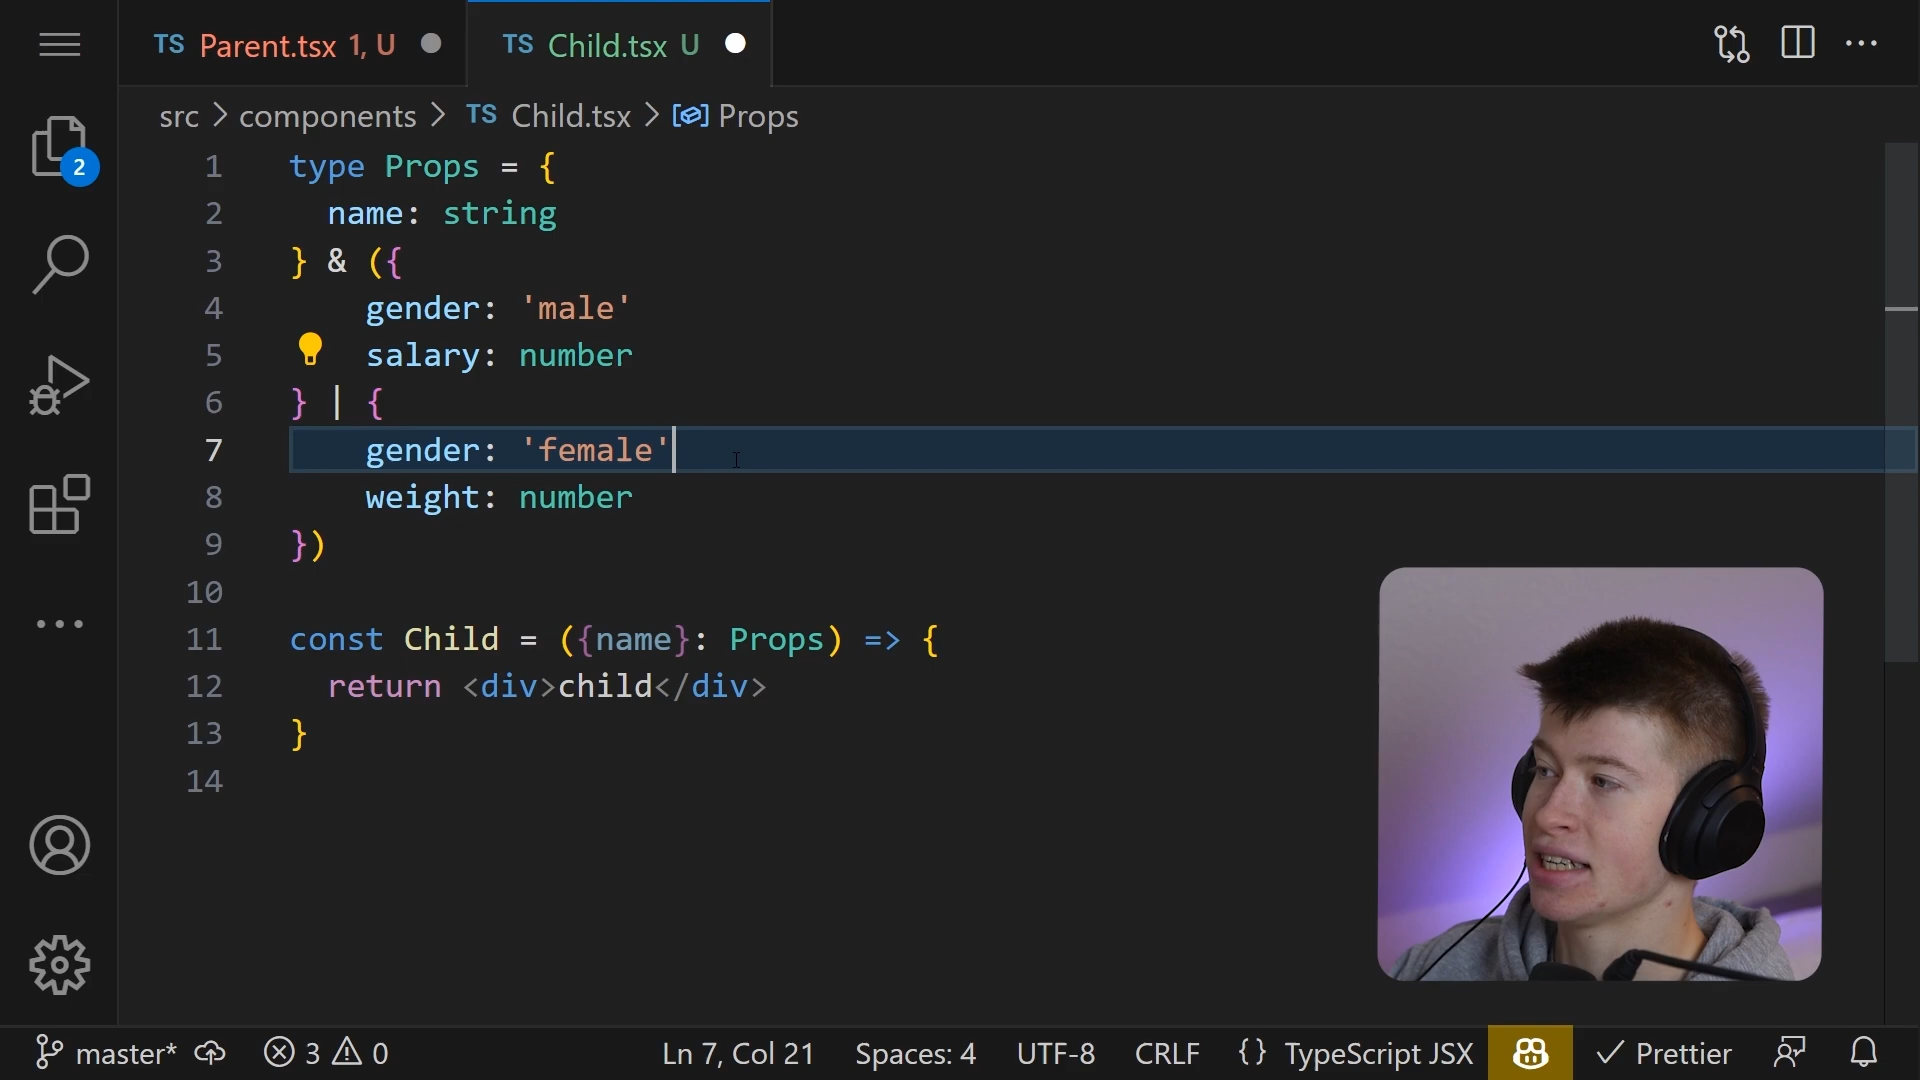 TS Parent.tsx 1, U
TS Child.tsx U
src > components > TS Child.tsx > Props
2
1 type Props = {
2 name: string
3 } & ({
4 gender: 'male'
5 salary: number
6 } | {
7 gender: 'female'
8 weight: number
9 })
10
11 const Child = ({name}: Props) => {
12 return <div>child</div>
13 }
14
master* 3 0 Ln 7, Col 21 Spaces: 4 UTF-8 CRLF {} TypeScript JSX Prettier